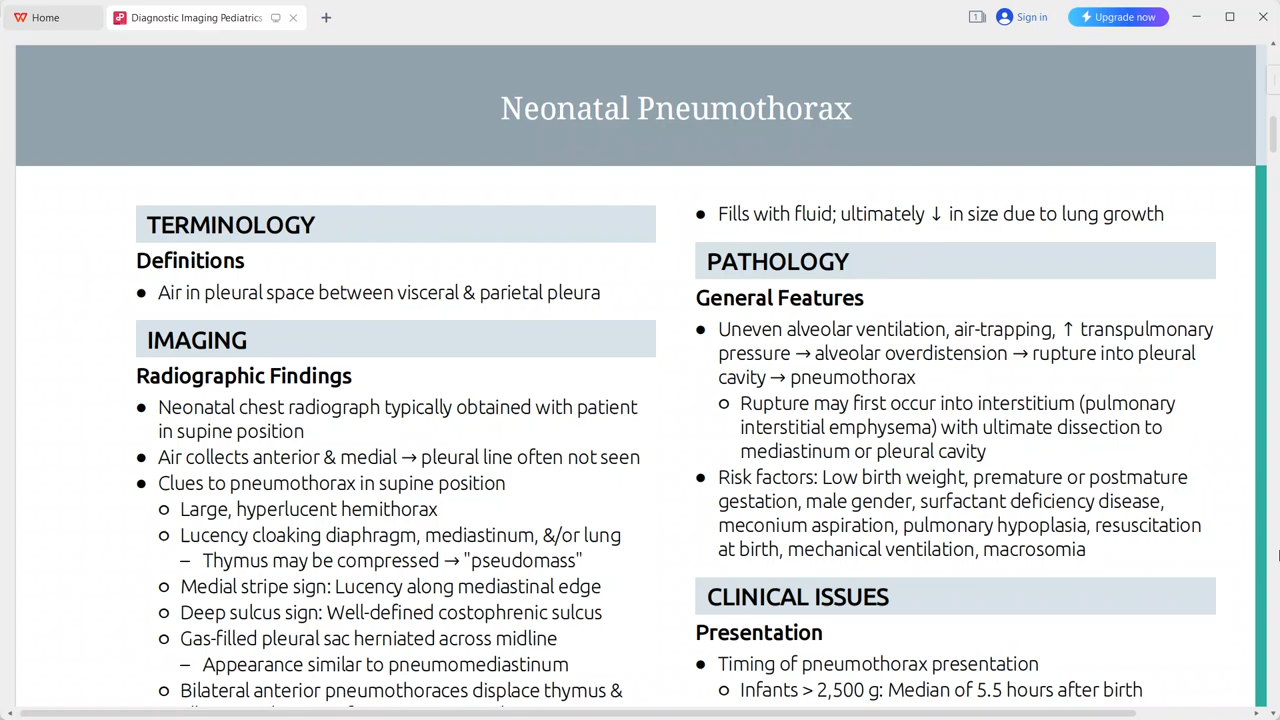 Home
Diagnostic Imaging Pediatrics
1
Sign in
Upgrade now
Neonatal Pneumothorax
TERMINOLOGY
Definitions
● Air in pleural space between visceral & parietal pleura
IMAGING
Radiographic Findings
● Neonatal chest radiograph typically obtained with patient
in supine position
● Air collects anterior & medial → pleural line often not seen
● Clues to pneumothorax in supine position
○ Large, hyperlucent hemithorax
○ Lucency cloaking diaphragm, mediastinum, &/or lung
– Thymus may be compressed → "pseudomass"
○ Medial stripe sign: Lucency along mediastinal edge
○ Deep sulcus sign: Well-defined costophrenic sulcus
○ Gas-filled pleural sac herniated across midline
– Appearance similar to pneumomediastinum
○ Bilateral anterior pneumothoraces displace thymus &
● Fills with fluid; ultimately ↓ in size due to lung growth
PATHOLOGY
General Features
● Uneven alveolar ventilation, air-trapping, ↑ transpulmonary
pressure → alveolar overdistension → rupture into pleural
cavity → pneumothorax
○ Rupture may first occur into interstitium (pulmonary
interstitial emphysema) with ultimate dissection to
mediastinum or pleural cavity
● Risk factors: Low birth weight, premature or postmature
gestation, male gender, surfactant deficiency disease,
meconium aspiration, pulmonary hypoplasia, resuscitation
at birth, mechanical ventilation, macrosomia
CLINICAL ISSUES
Presentation
● Timing of pneumothorax presentation
○ Infants > 2,500 g: Median of 5.5 hours after birth